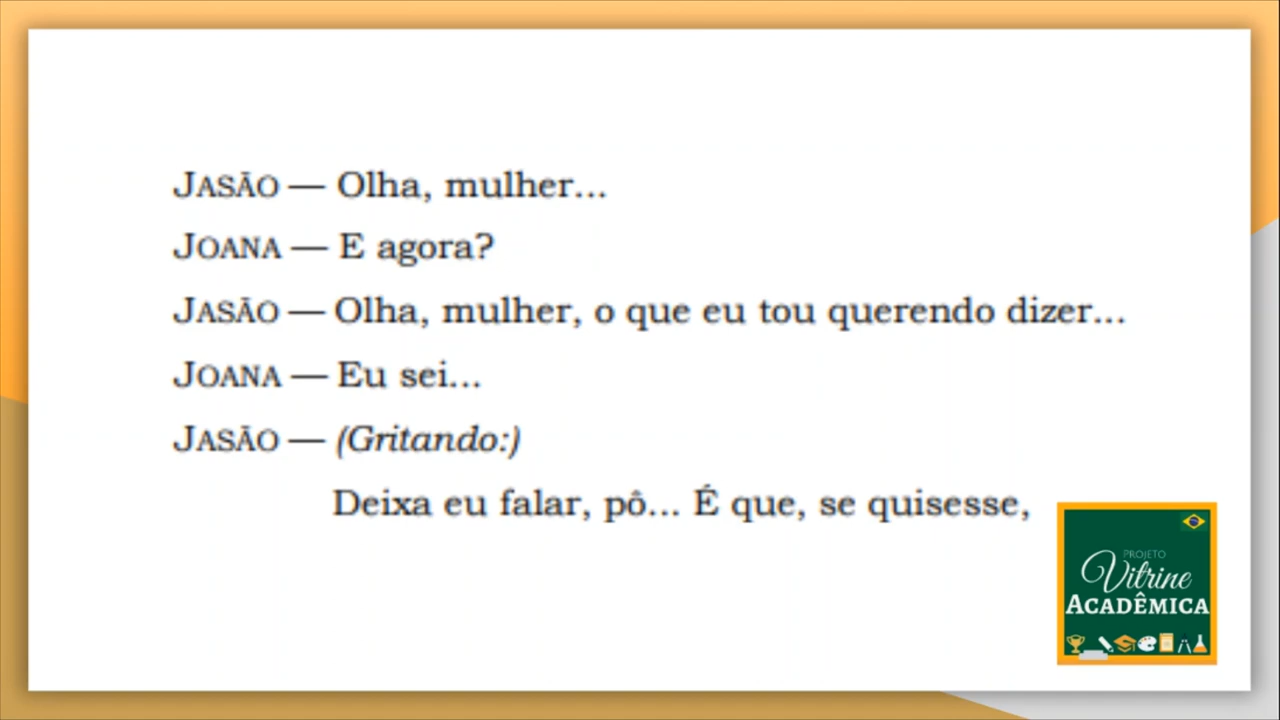 JASÃO — Olha, mulher...
JOANA — E agora?
JASÃO — Olha, mulher, o que eu tou querendo dizer...
JOANA — Eu sei...
JASÃO — (Gritando:)
Deixa eu falar, pô... É que, se quisesse,
PROJETO
Vitrine
ACADÊMICA